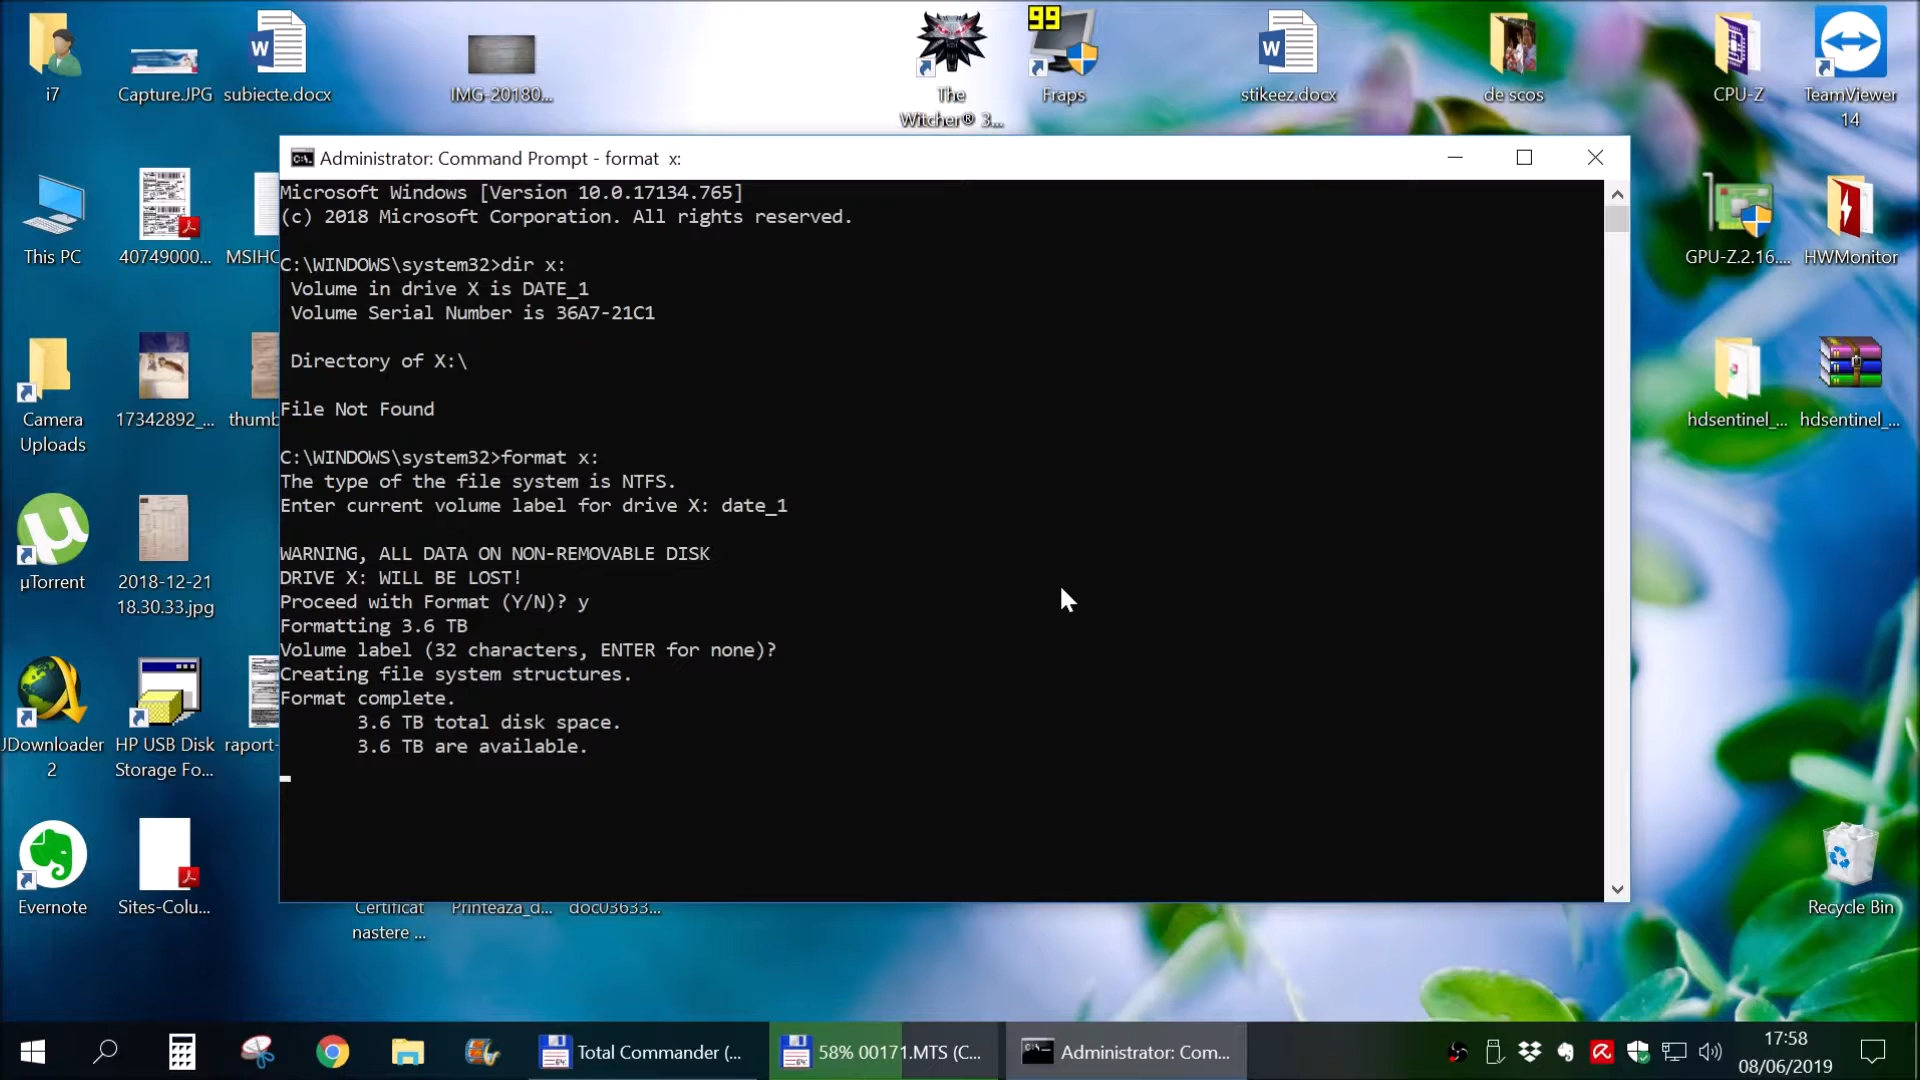 99
i7
Capture.JPG
subiecte.docx
IMG-20180...
The
Witcher® 3...
Fraps
stikeez.docx
de scos
CPU-Z
TeamViewer
14
Administrator: Command Prompt - format  x:
Microsoft Windows [Version 10.0.17134.765]
(c) 2018 Microsoft Corporation. All rights reserved.
C:\WINDOWS\system32>dir x:
Volume in drive X is DATE_1
Volume Serial Number is 36A7-21C1
Directory of X:\
File Not Found
C:\WINDOWS\system32>format x:
The type of the file system is NTFS.
Enter current volume label for drive X: date_1
WARNING, ALL DATA ON NON-REMOVABLE DISK
DRIVE X: WILL BE LOST!
Proceed with Format (Y/N)? y
Formatting 3.6 TB
Volume label (32 characters, ENTER for none)?
Creating file system structures.
Format complete.
3.6 TB total disk space.
3.6 TB are available.
This PC
40749000...
MSIHC
GPU-Z.2.16....
HWMonitor
Camera
Uploads
17342892_...
thumb
hdsentinel_...
hdsentinel_...
µTorrent
2018-12-21
18.30.33.jpg
JDownloader
2
HP USB Disk
Storage Fo...
raport-
Evernote
Sites-Colu...
Certificat
nastere ...
Printeaza_d...
doc03633...
Recycle Bin
Total Commander (...
58% 00171.MTS (C...
Administrator: Com...
17:58
08/06/2019